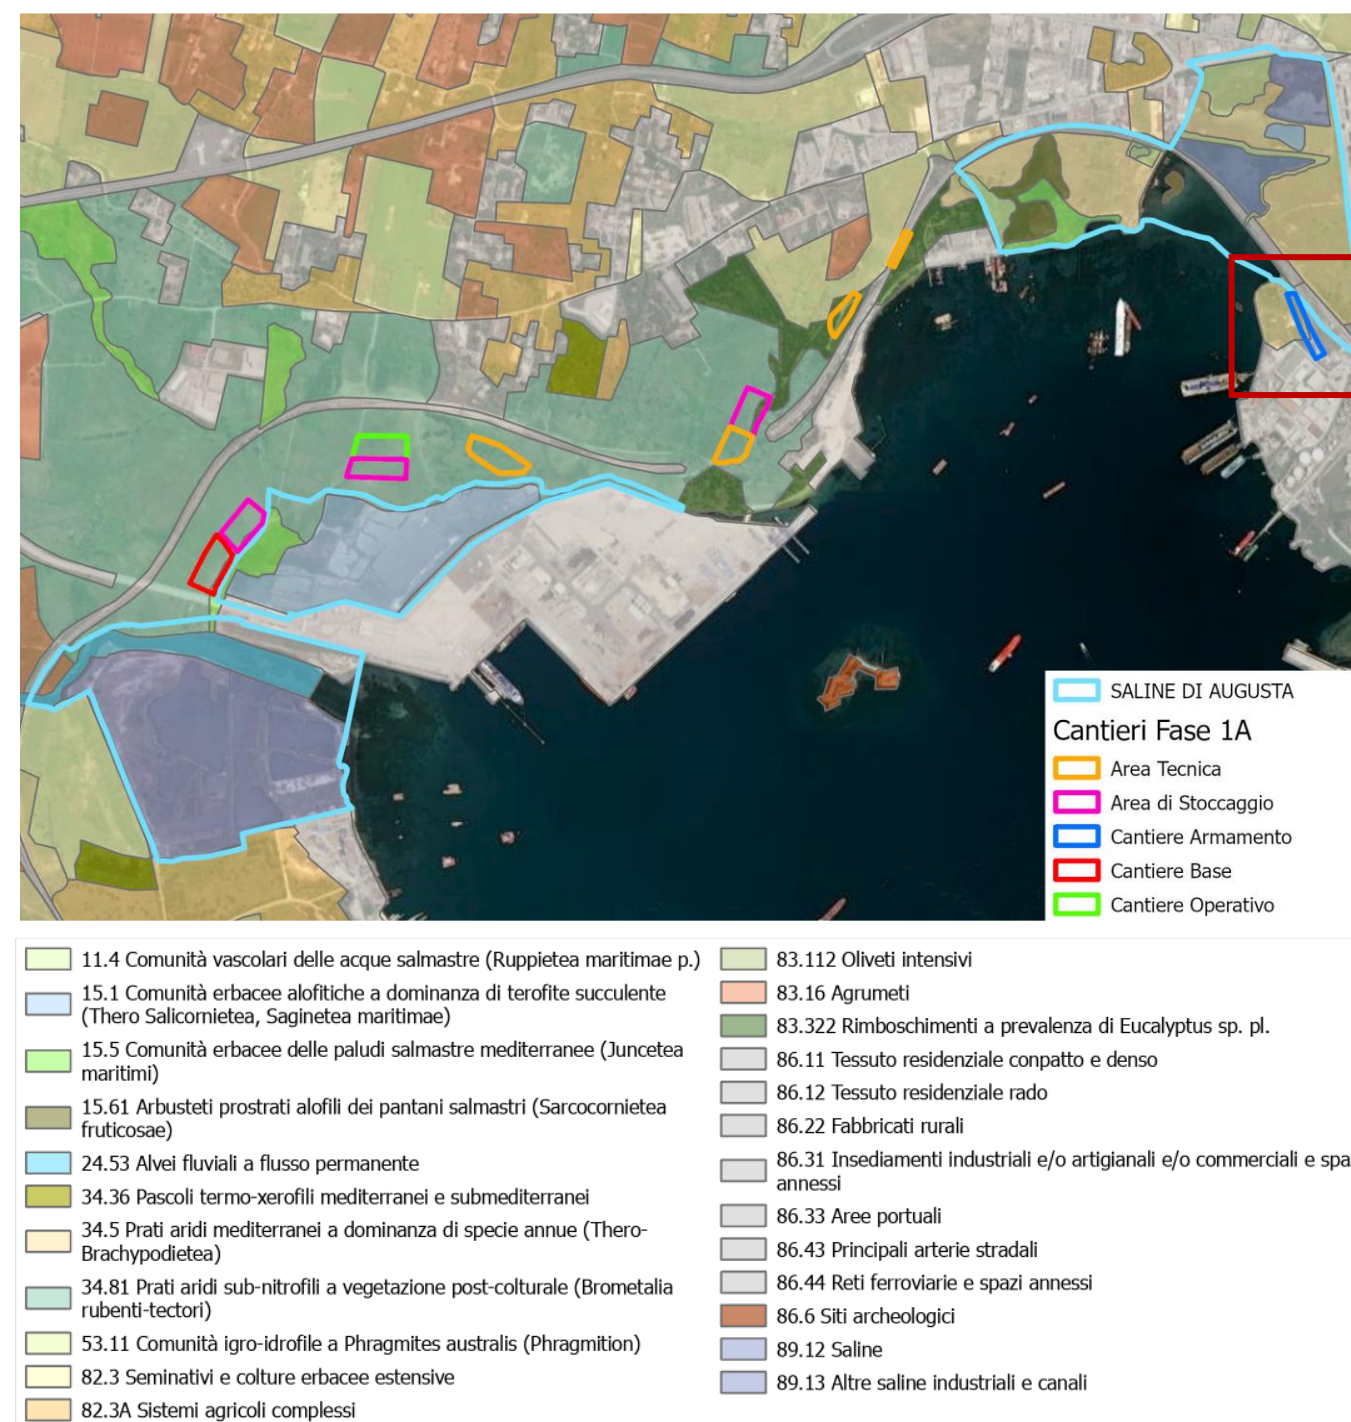 SALINE DI AUGUSTA
Cantieri Fase 1A
Area Tecnica
Area di Stoccaggio
Cantiere Armamento
Cantiere Base
Cantiere Operativo
11.4 Comunità vascolari delle acque salmastre (Ruppietea maritimae p.)
15.1 Comunità erbacee alofitiche a dominanza di terofite succulente
(Thero Salicornietea, Saginetea maritimae)
15.5 Comunità erbacee delle paludi salmastre mediterranee (Juncetea
maritimi)
15.61 Arbusteti prostrati alofili dei pantani salmastri (Sarcocornietea
fruticosae)
24.53 Alvei fluviali a flusso permanente
34.36 Pascoli termo-xerofili mediterranei e submediterranei
34.5 Prati aridi mediterranei a dominanza di specie annue (Thero-
Brachypodietea)
34.81 Prati aridi sub-nitrofili a vegetazione post-colturale (Brometalia
rubenti-tectori)
53.11 Comunità igro-idrofile a Phragmites australis (Phragmition)
82.3 Seminativi e colture erbacee estensive
82.3A Sistemi agricoli complessi
83.112 Oliveti intensivi
83.16 Agrumeti
83.322 Rimboschimenti a prevalenza di Eucalyptus sp. pl.
86.11 Tessuto residenziale conpatto e denso
86.12 Tessuto residenziale rado
86.22 Fabbricati rurali
86.31 Insediamenti industriali e/o artigianali e/o commerciali e spa
annessi
86.33 Aree portuali
86.43 Principali arterie stradali
86.44 Reti ferroviarie e spazi annessi
86.6 Siti archeologici
89.12 Saline
89.13 Altre saline industriali e canali